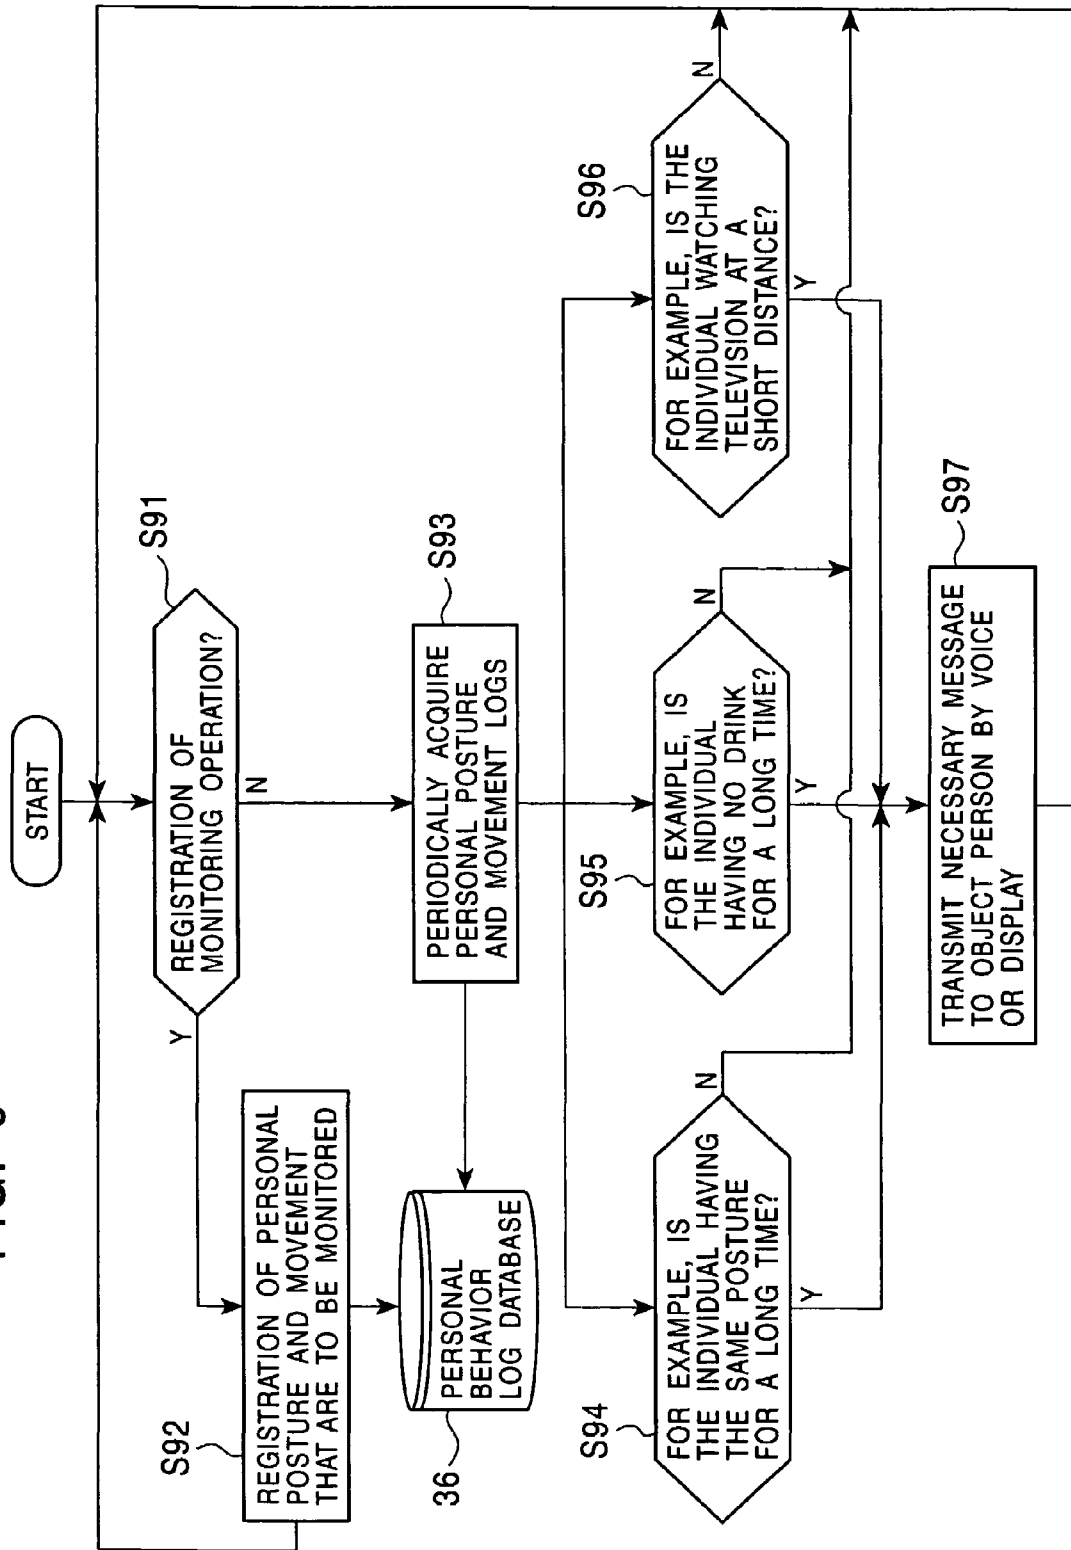 START
S91
REGISTRATION OF
MONITORING OPERATION?
Y
N
S92
REGISTRATION OF PERSONAL
POSTURE AND MOVEMENT
THAT ARE TO BE MONITORED
S93
PERIODICALLY ACQUIRE
PERSONAL POSTURE
AND MOVEMENT LOGS
PERSONAL
BEHAVIOR
LOG DATABASE
36
S94
FOR EXAMPLE, IS
THE INDIVIDUAL HAVING
THE SAME POSTURE
FOR A LONG TIME?
N
Y
S95
FOR EXAMPLE, IS
THE INDIVIDUAL
HAVING NO DRINK
FOR A LONG TIME?
N
Y
S96
FOR EXAMPLE, IS THE
INDIVIDUAL WATCHING
TELEVISION AT A
SHORT DISTANCE?
N
Y
S97
TRANSMIT NECESSARY MESSAGE
TO OBJECT PERSON BY VOICE
OR DISPLAY